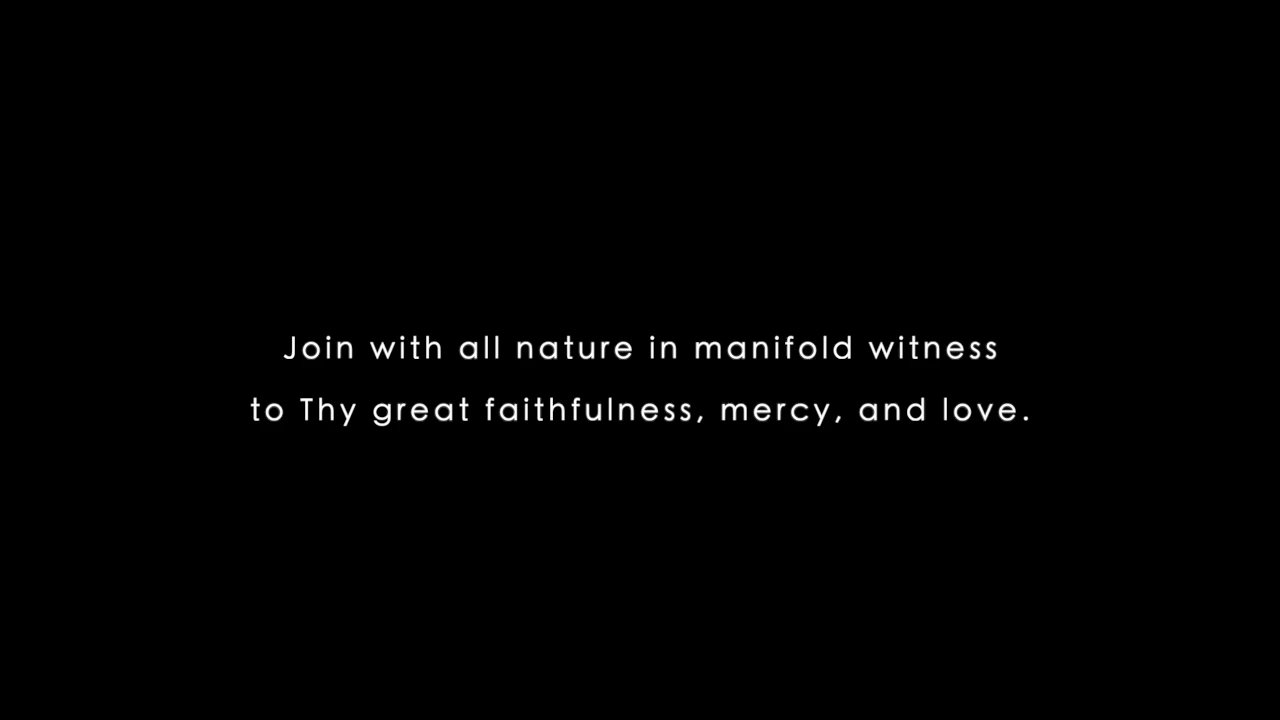 Join with all nature in manifold witness
to Thy great faithfulness, mercy, and love.